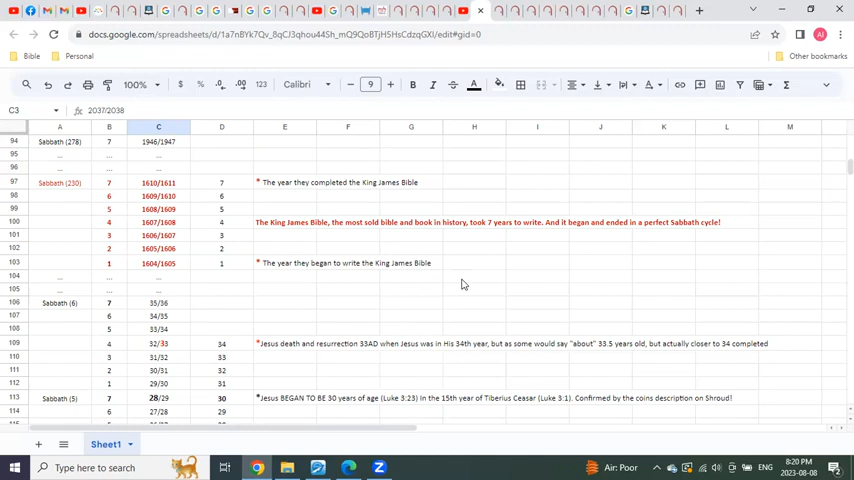 docs.google.com/spreadsheets/d/1a7nBYk7Qv_8qCJ3qhou44Sh_mQ9QoBTjH5HsCdzqGXI/edit#gid=0
AI
Bible Personal Other bookmarks
100% $ % .0 .00 123 Calibri 9 B I A
C3 2037/2038
A B C D E F G H I J K L M
94 Sabbath (278) 7 1946/1947
95 ... ... ...
96 ... ... ...
97 Sabbath (230) 7 1610/1611 7 * The year they completed the King James Bible
98 6 1609/1610 6
99 5 1608/1609 5
100 4 1607/1608 4 The King James Bible, the most sold bible and book in history, took 7 years to write. And it began and ended in a perfect Sabbath cycle!
101 3 1606/1607 3
102 2 1605/1606 2
103 1 1604/1605 1 * The year they began to write the King James Bible
104 ... ... ...
105 ... ... ...
106 Sabbath (6) 7 35/36
107 6 34/35
108 5 33/34
109 4 32/33 34 *Jesus death and resurrection 33AD when Jesus was in His 34th year, but as some would say "about" 33.5 years old, but actually closer to 34 completed
110 3 31/32 33
111 2 30/31 32
112 1 29/30 31
113 Sabbath (5) 7 28/29 30 *Jesus BEGAN TO BE 30 years of age (Luke 3:23) In the 15th year of Tiberius Ceasar (Luke 3:1). Confirmed by the coins description on Shroud!
114 6 27/28 29
Sheet1
Type here to search
Air: Poor
ENG
8:20 PM
2023-08-08
2